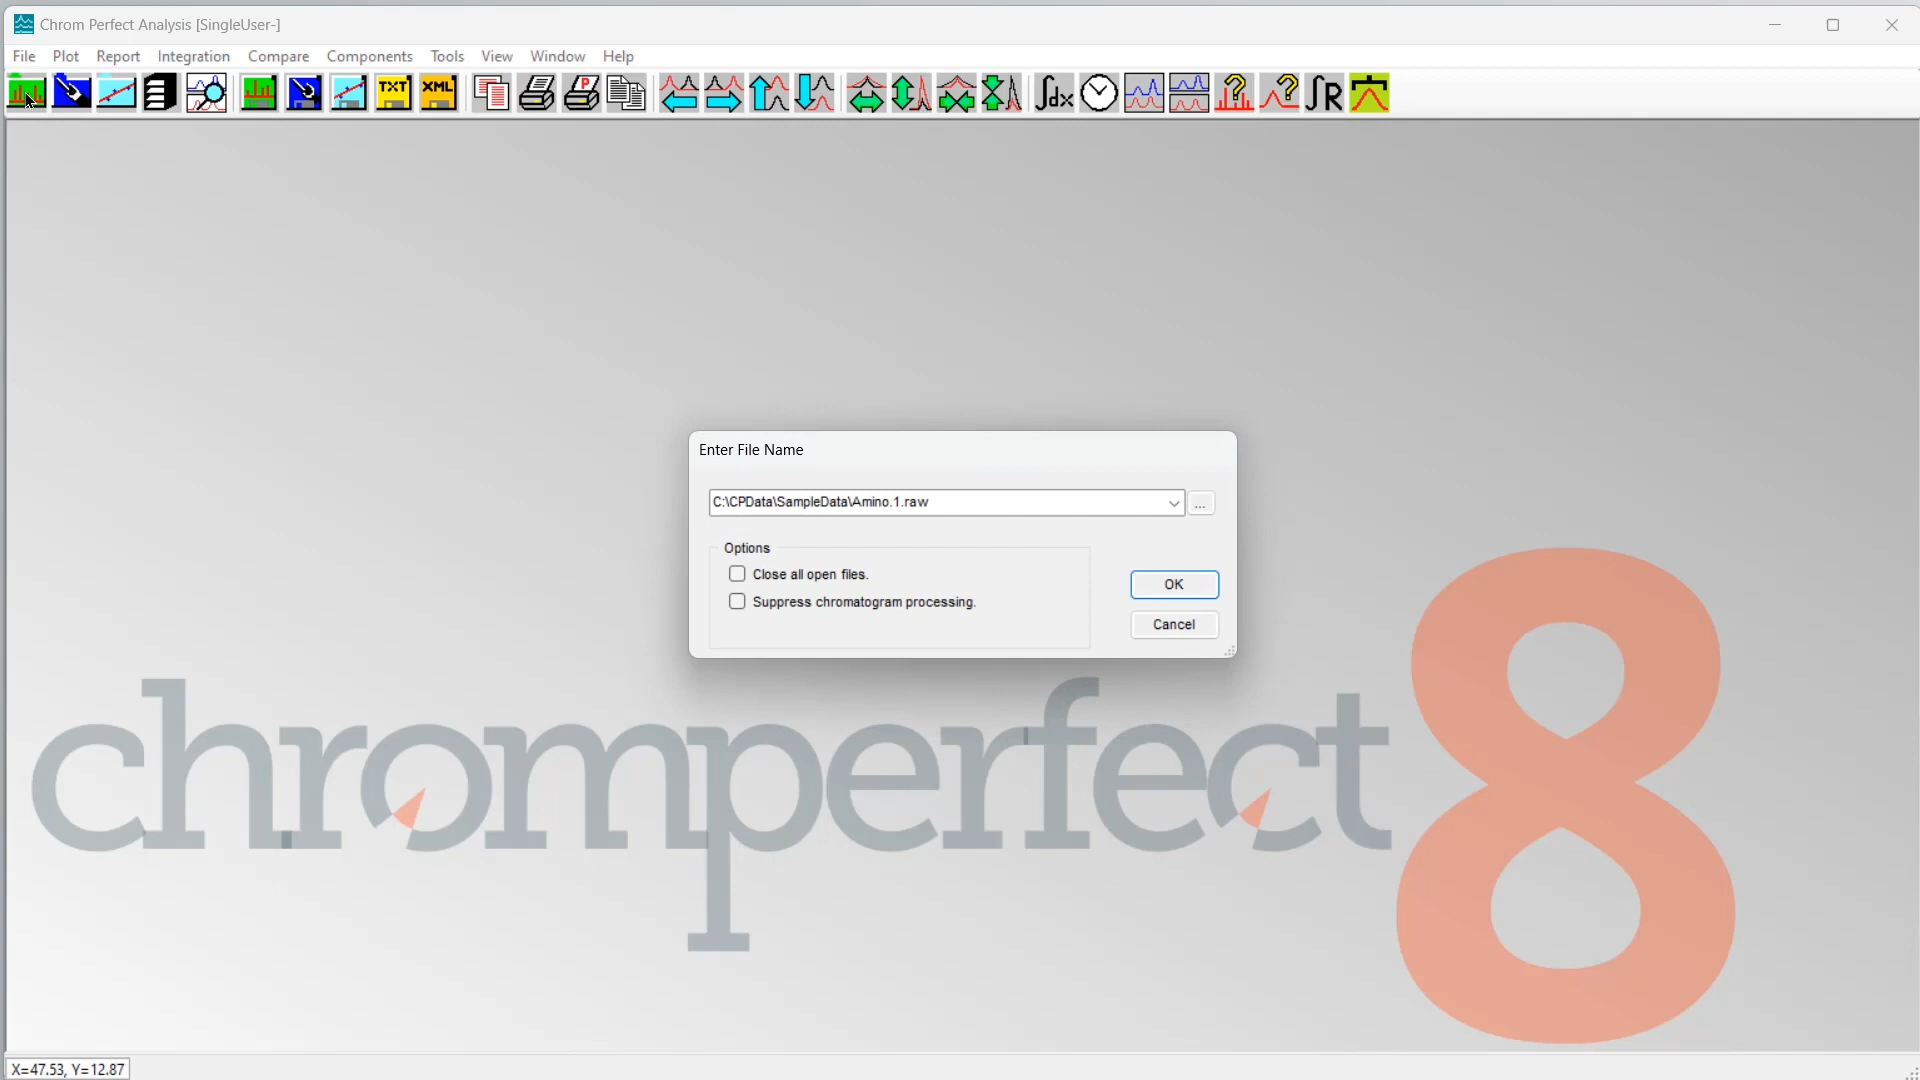 Chrom Perfect Analysis [SingleUser-]
File Plot Report Integration Compare Components Tools View Window Help
TXT XML P ∫dx ? ? ∫R
Enter File Name
C:\CPData\SampleData\Amino.1.raw
...
Options
Close all open files.
Suppress chromatogram processing.
OK
Cancel
chromperfect 8
X=47.53, Y=12.87